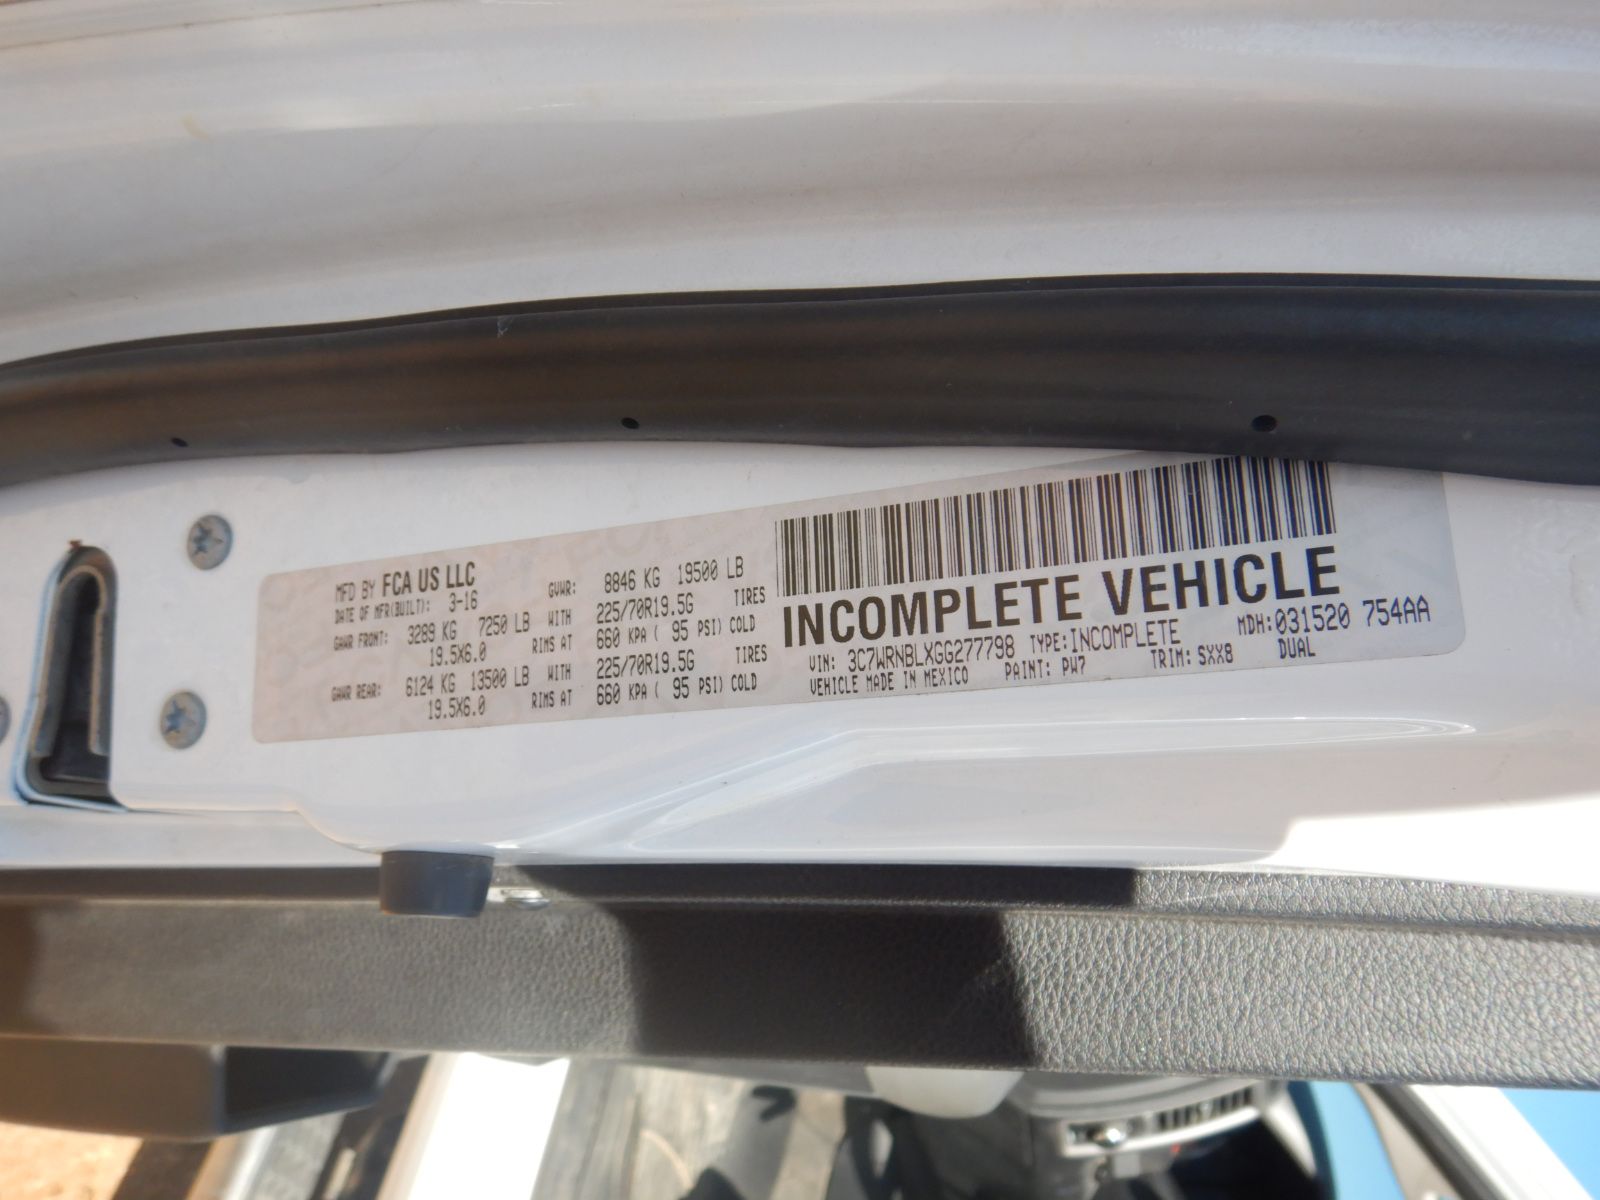 MFD BY FCA US LLC
DATE OF MFR(BUILT): 3-16
GVWR: 8846 KG 19500 LB
GAWR FRONT: 3289 KG 7250 LB WITH 225/70R19.5G TIRES
19.5X6.0 RIMS AT 660 KPA ( 95 PSI) COLD
GAWR REAR: 6124 KG 13500 LB WITH 225/70R19.5G TIRES
19.5X6.0 RIMS AT 660 KPA ( 95 PSI) COLD
INCOMPLETE VEHICLE
VIN: 3C7WRNBLXGG277798 TYPE:INCOMPLETE MDH:031520 754AA
VEHICLE MADE IN MEXICO PAINT: PW7 TRIM: SXX8 DUAL